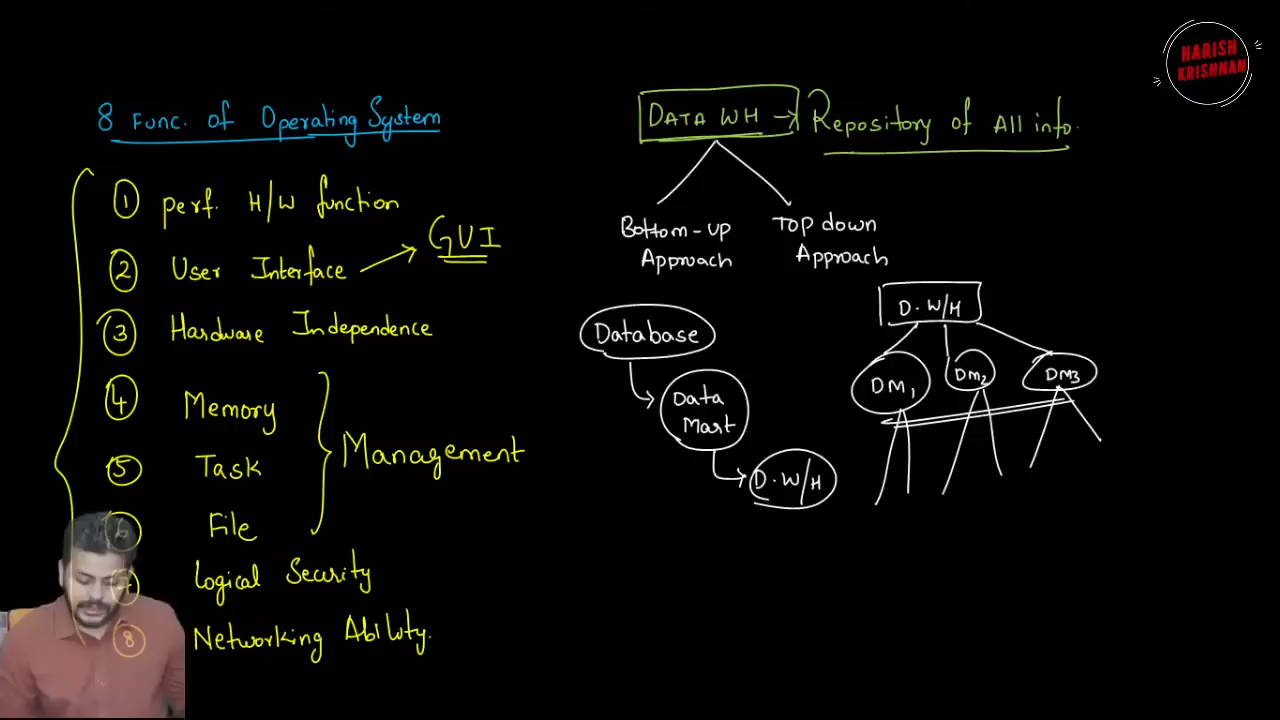 HARISH
KRISHNAN
8 Func. of Operating System
① perf. H/W function
② User Interface → GUI
③ Hardware Independence
④ Memory
⑤ Task
⑥ File
Management
Logical Security
⑧ Networking Ability.
DATA WH → Repository of All info.
Bottom-up
Approach
Top down
Approach
Database
Data
Mart
D.W/H
D.W/H
DM1
DM2
DM3